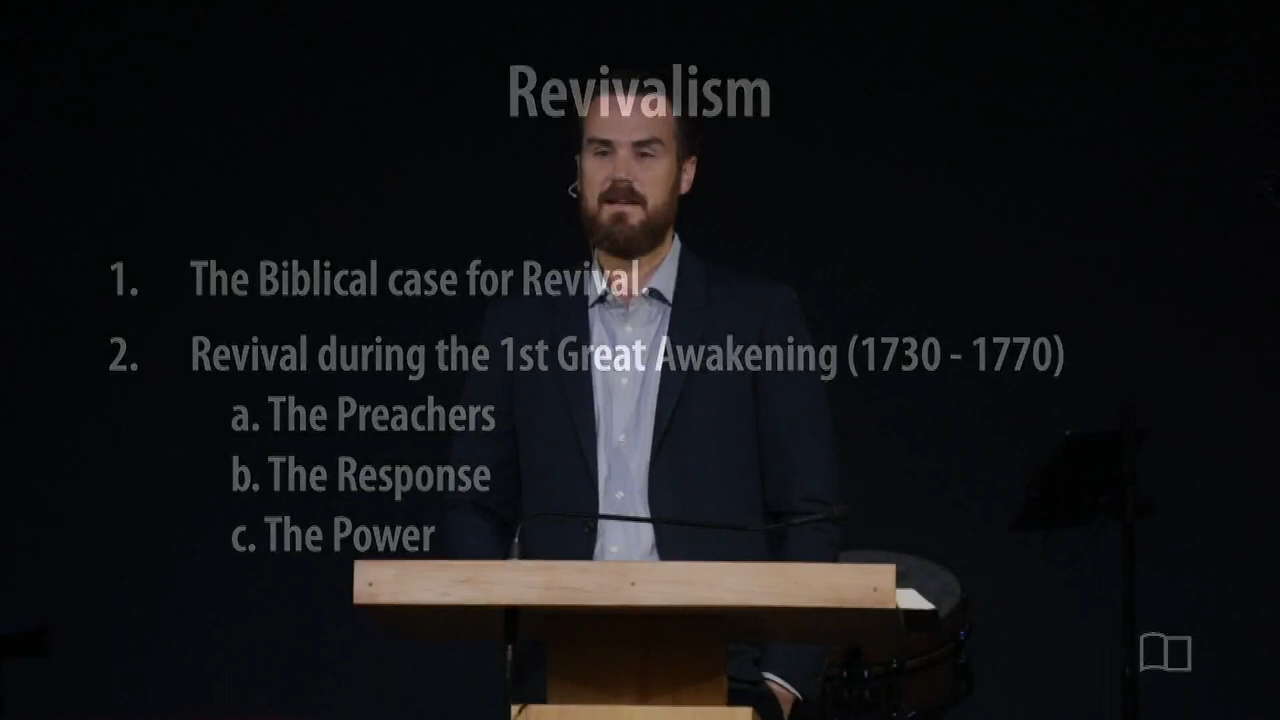 Revivalism
1. The Biblical case for Revival.
2. Revival during the 1st Great Awakening (1730 - 1770)
a. The Preachers
b. The Response
c. The Power